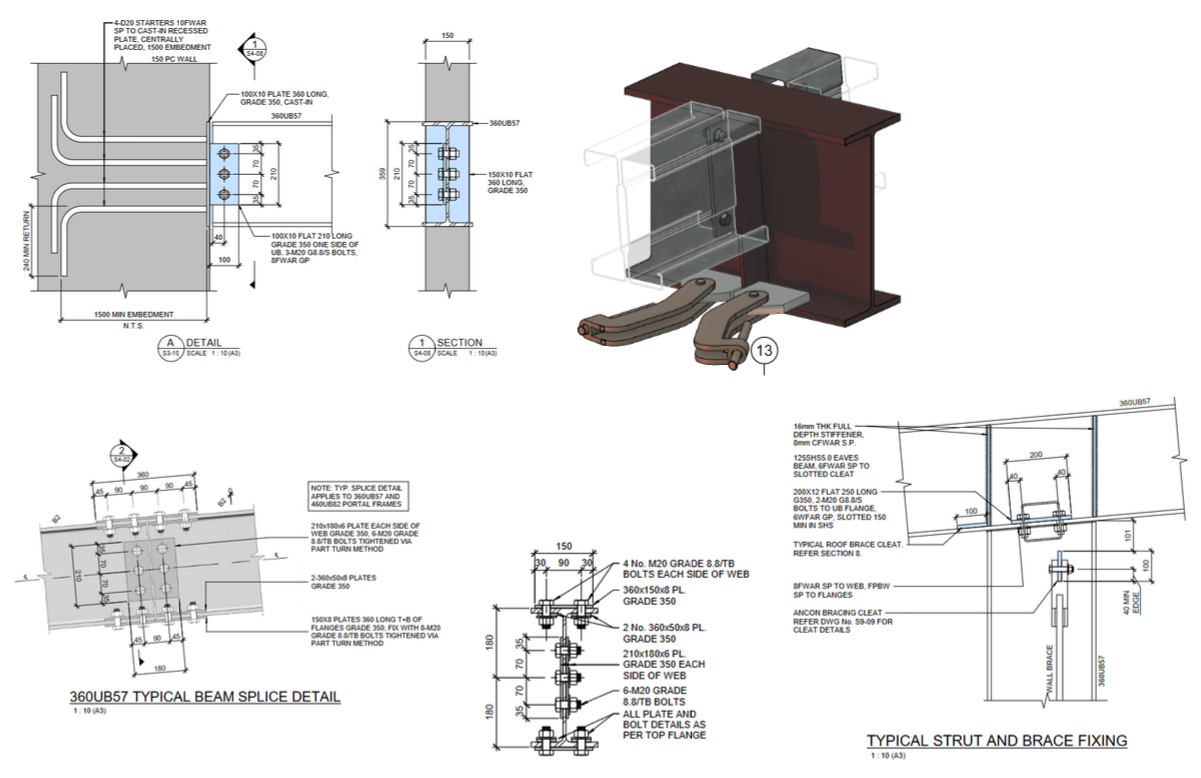 4-D20 STARTERS 10FWAR
SP TO CAST-IN RECESSED
PLATE, CENTRALLY
PLACED, 1500 EMBEDMENT
150 PC WALL
1
S4-08
100X10 PLATE 360 LONG,
GRADE 350, CAST-IN
360UB57
35
70
70
35
210
240 MIN RETURN
40
100
100X10 FLAT 210 LONG
GRADE 350 ONE SIDE OF
UB, 3-M20 G8.8/S BOLTS,
8FWAR GP
1500 MIN EMBEDMENT
N.T.S.
A
S3-10
DETAIL
SCALE 1 : 10 (A3)
150
360UB57
359
210
35
70
70
35
150X10 FLAT
360 LONG,
GRADE 350
1
S4-08
SECTION
SCALE 1 : 10 (A3)
13
2
S4-02
360
45
90
90
90
45
B2
B2
0
NOTE: TYP. SPLICE DETAIL
APPLIES TO 360UB57 AND
460UB82 PORTAL FRAMES
210x180x6 PLATE EACH SIDE OF
WEB GRADE 350, 6-M20 GRADE
8.8/TB BOLTS TIGHTENED VIA
PART TURN METHOD
210
35
70
70
35
2-360x50x8 PLATES
GRADE 350
150X8 PLATES 360 LONG T+B OF
FLANGES GRADE 350, FIX WITH 8-M20
GRADE 8.8/TB BOLTS TIGHTENED VIA
PART TURN METHOD
45
90
45
180
360UB57 TYPICAL BEAM SPLICE DETAIL
1 : 10 (A3)
150
30
90
30
4 No. M20 GRADE 8.8/TB
BOLTS EACH SIDE OF WEB
360x150x8 PL.
GRADE 350
2 No. 360x50x8 PL.
GRADE 350
210x180x6 PL.
GRADE 350 EACH
SIDE OF WEB
6-M20 GRADE
8.8/TB BOLTS
ALL PLATE AND
BOLT DETAILS AS
PER TOP FLANGE
180
180
35
70
70
35
360UB57
16mm THK FULL
DEPTH STIFFENER,
8mm CFWAR S.P.
125SHS5.0 EAVES
BEAM, 6FWAR SP TO
SLOTTED CLEAT
200X12 FLAT 250 LONG
G350, 2-M20 G8.8/S
BOLTS TO UB FLANGE,
6WFAR GP, SLOTTED 150
MIN IN SHS
TYPICAL ROOF BRACE CLEAT.
REFER SECTION 8.
8FWAR SP TO WEB, FPBW
SP TO FLANGES
ANCON BRACING CLEAT
REFER DWG No. S9-09 FOR
CLEAT DETAILS
200
40
40
100
101
100
40 MIN
EDGE
WALL BRACE
360UB57
TYPICAL STRUT AND BRACE FIXING
1 : 10 (A3)